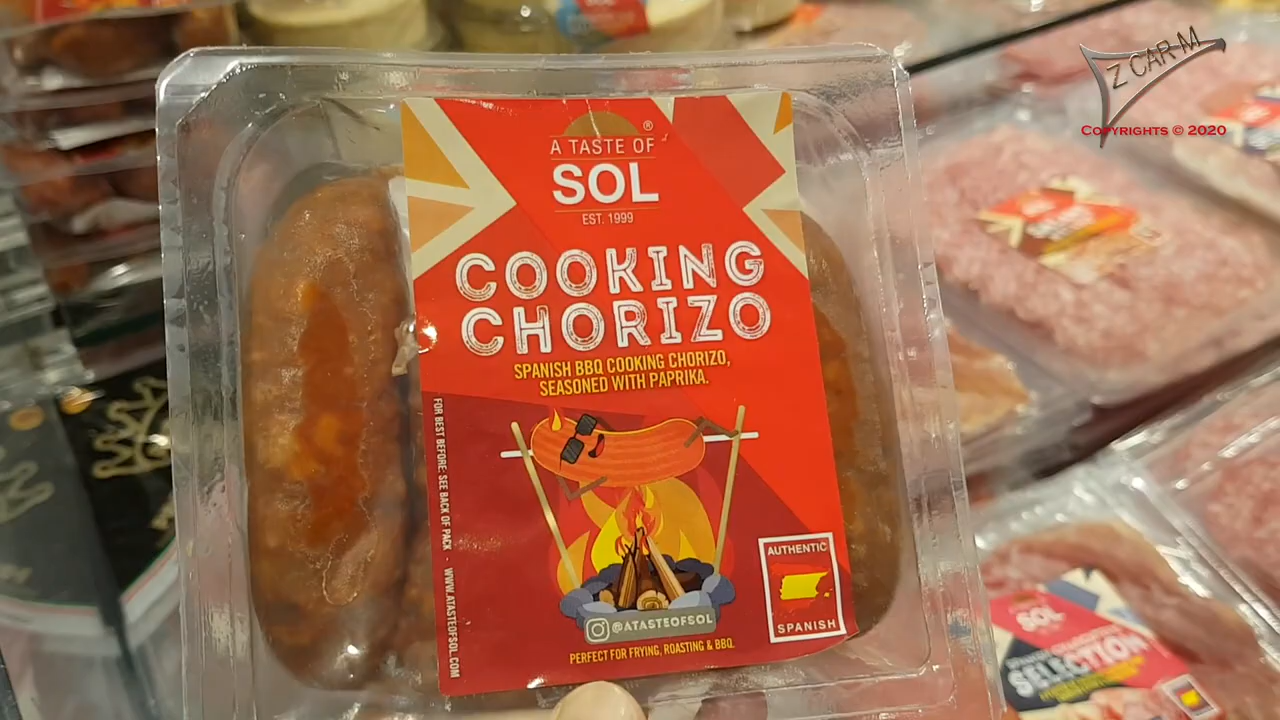 Z CAR M
COPYRIGHTS © 2020
A TASTE OF ®
SOL
EST. 1999
COOKING
CHORIZO
SPANISH BBQ COOKING CHORIZO,
SEASONED WITH PAPRIKA.
FOR BEST BEFORE: SEE BACK OF PACK - WWW.ATASTEOFSOL.COM
@ATASTEOFSOL
PERFECT FOR FRYING, ROASTING & BBQ.
AUTHENTIC
SPANISH
SOL
SELECTION